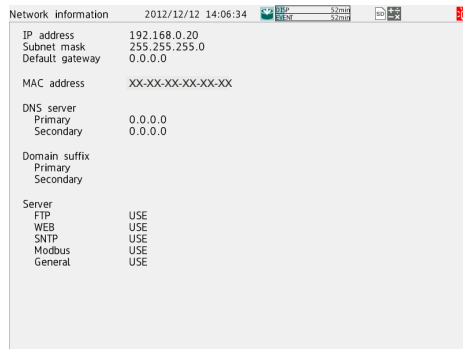 Network information 2012/12/12 14:06:34 DISP 52min
EVENT 52min
SD
IP address 192.168.0.20
Subnet mask 255.255.255.0
Default gateway 0.0.0.0
MAC address XX-XX-XX-XX-XX-XX
DNS server
Primary 0.0.0.0
Secondary 0.0.0.0
Domain suffix
Primary
Secondary
Server
FTP USE
WEB USE
SNTP USE
Modbus USE
General USE